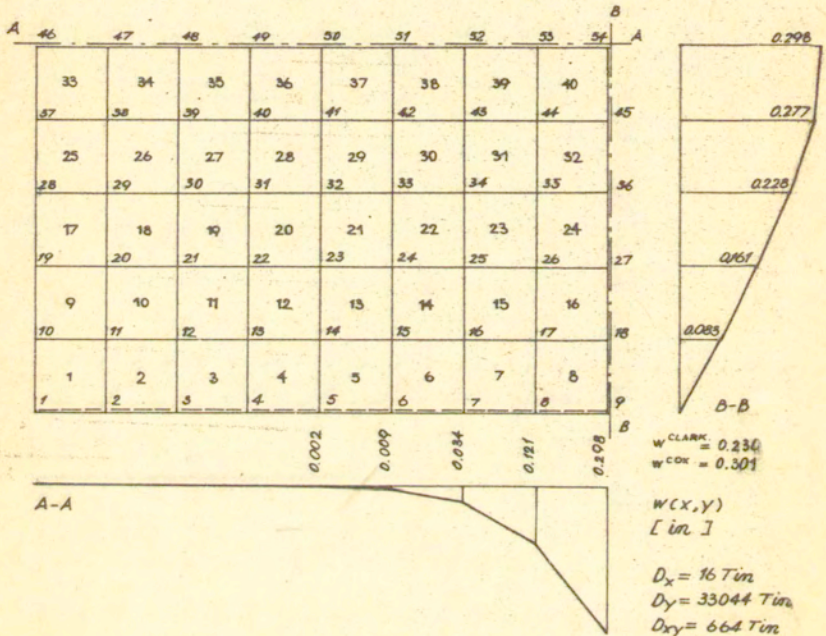 B
A 46 47 48 49 50 51 52 53 54 A
33 34 35 36 37 38 39 40
37 38 39 40 41 42 43 44 45
25 26 27 28 29 30 31 32
28 29 30 31 32 33 34 35 36
17 18 19 20 21 22 23 24
19 20 21 22 23 24 25 26 27
9 10 11 12 13 14 15 16
10 11 12 13 14 15 16 17 18
1 2 3 4 5 6 7 8
1 2 3 4 5 6 7 8 9
B
0.298
0.277
0.228
0.161
0.083
B-B
0.002 0.009 0.034 0.121 0.298
A-A
W^CLARK = 0.230
W^COX = 0.301
W(x,y)
[in]
Dx = 16 Tin
Dy = 33044 Tin
Dxy = 664 Tin